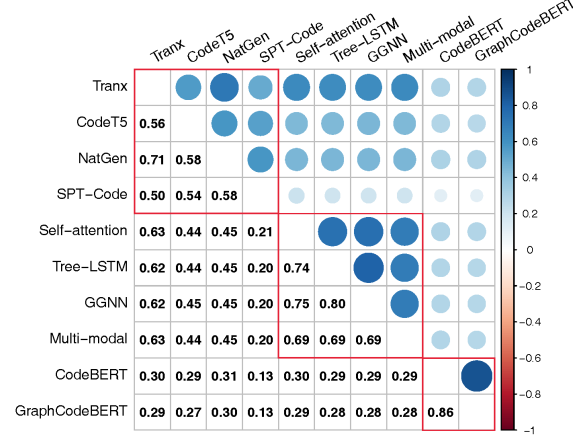 Tranx CodeT5 NatGen SPT−Code Self−attention Tree−LSTM GGNN Multi−modal CodeBERT GraphCodeBERT
Tranx
CodeT5 0.56
NatGen 0.71 0.58
SPT−Code 0.50 0.54 0.58
Self−attention 0.63 0.44 0.45 0.21
Tree−LSTM 0.62 0.44 0.45 0.20 0.74
GGNN 0.62 0.45 0.45 0.20 0.75 0.80
Multi−modal 0.63 0.44 0.45 0.20 0.69 0.69 0.69
CodeBERT 0.30 0.29 0.31 0.13 0.30 0.29 0.29 0.29
GraphCodeBERT 0.29 0.27 0.30 0.13 0.29 0.28 0.28 0.28 0.86
1
0.8
0.6
0.4
0.2
0
−0.2
−0.4
−0.6
−0.8
−1